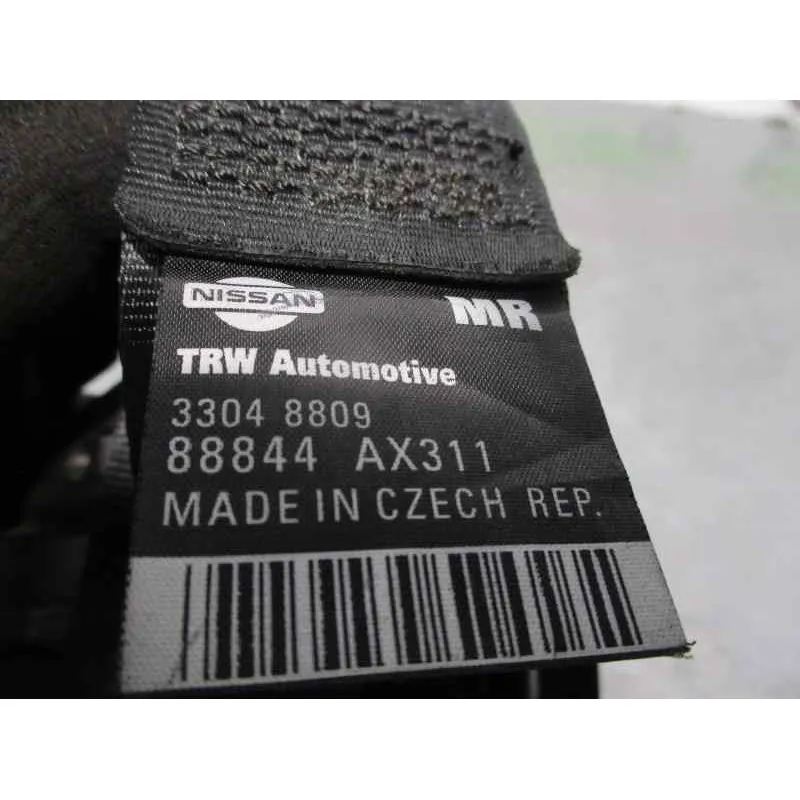 NISSAN MR
TRW Automotive
3304 8809
88844 AX311
MADE IN CZECH REP.